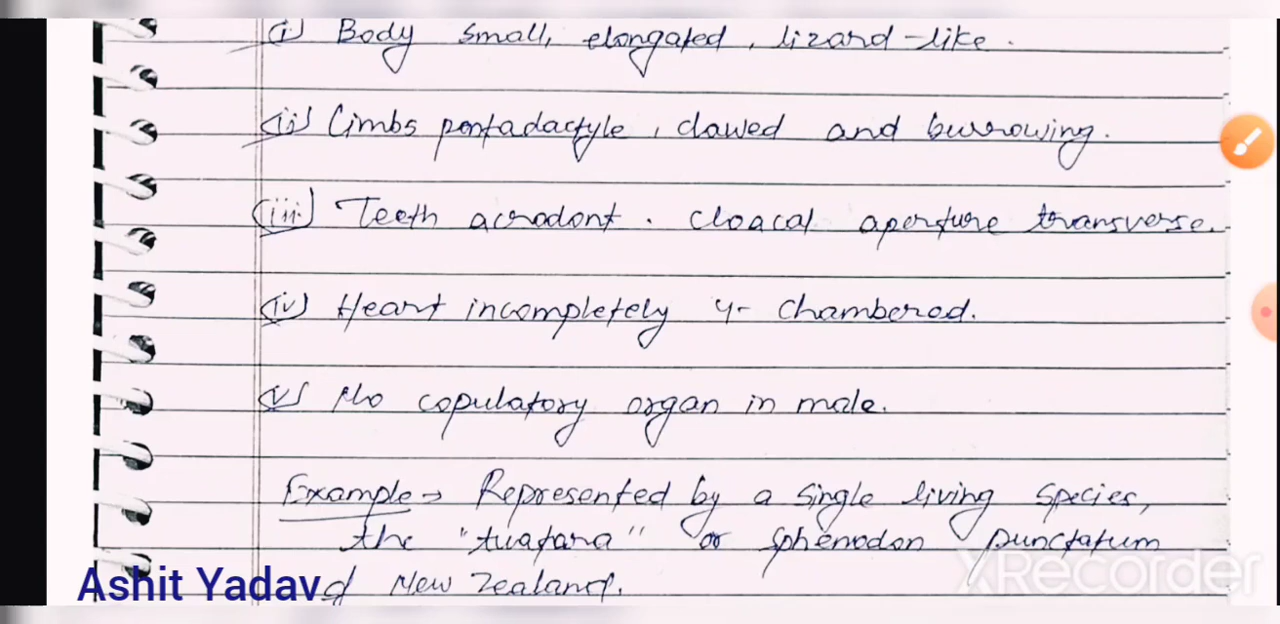 (i) Body small, elongated, lizard-like.
(ii) Limbs pentadactyle, clawed and burrowing.
(iii) Teeth acrodont. Cloacal aperture transverse.
(iv) Heart incompletely 4- Chambered.
(v) No copulatory organ in male.
Example → Represented by a single living species,
the "tuatara" or Sphenodon punctatum
of New Zealand.
Ashit Yadav
XRecorder